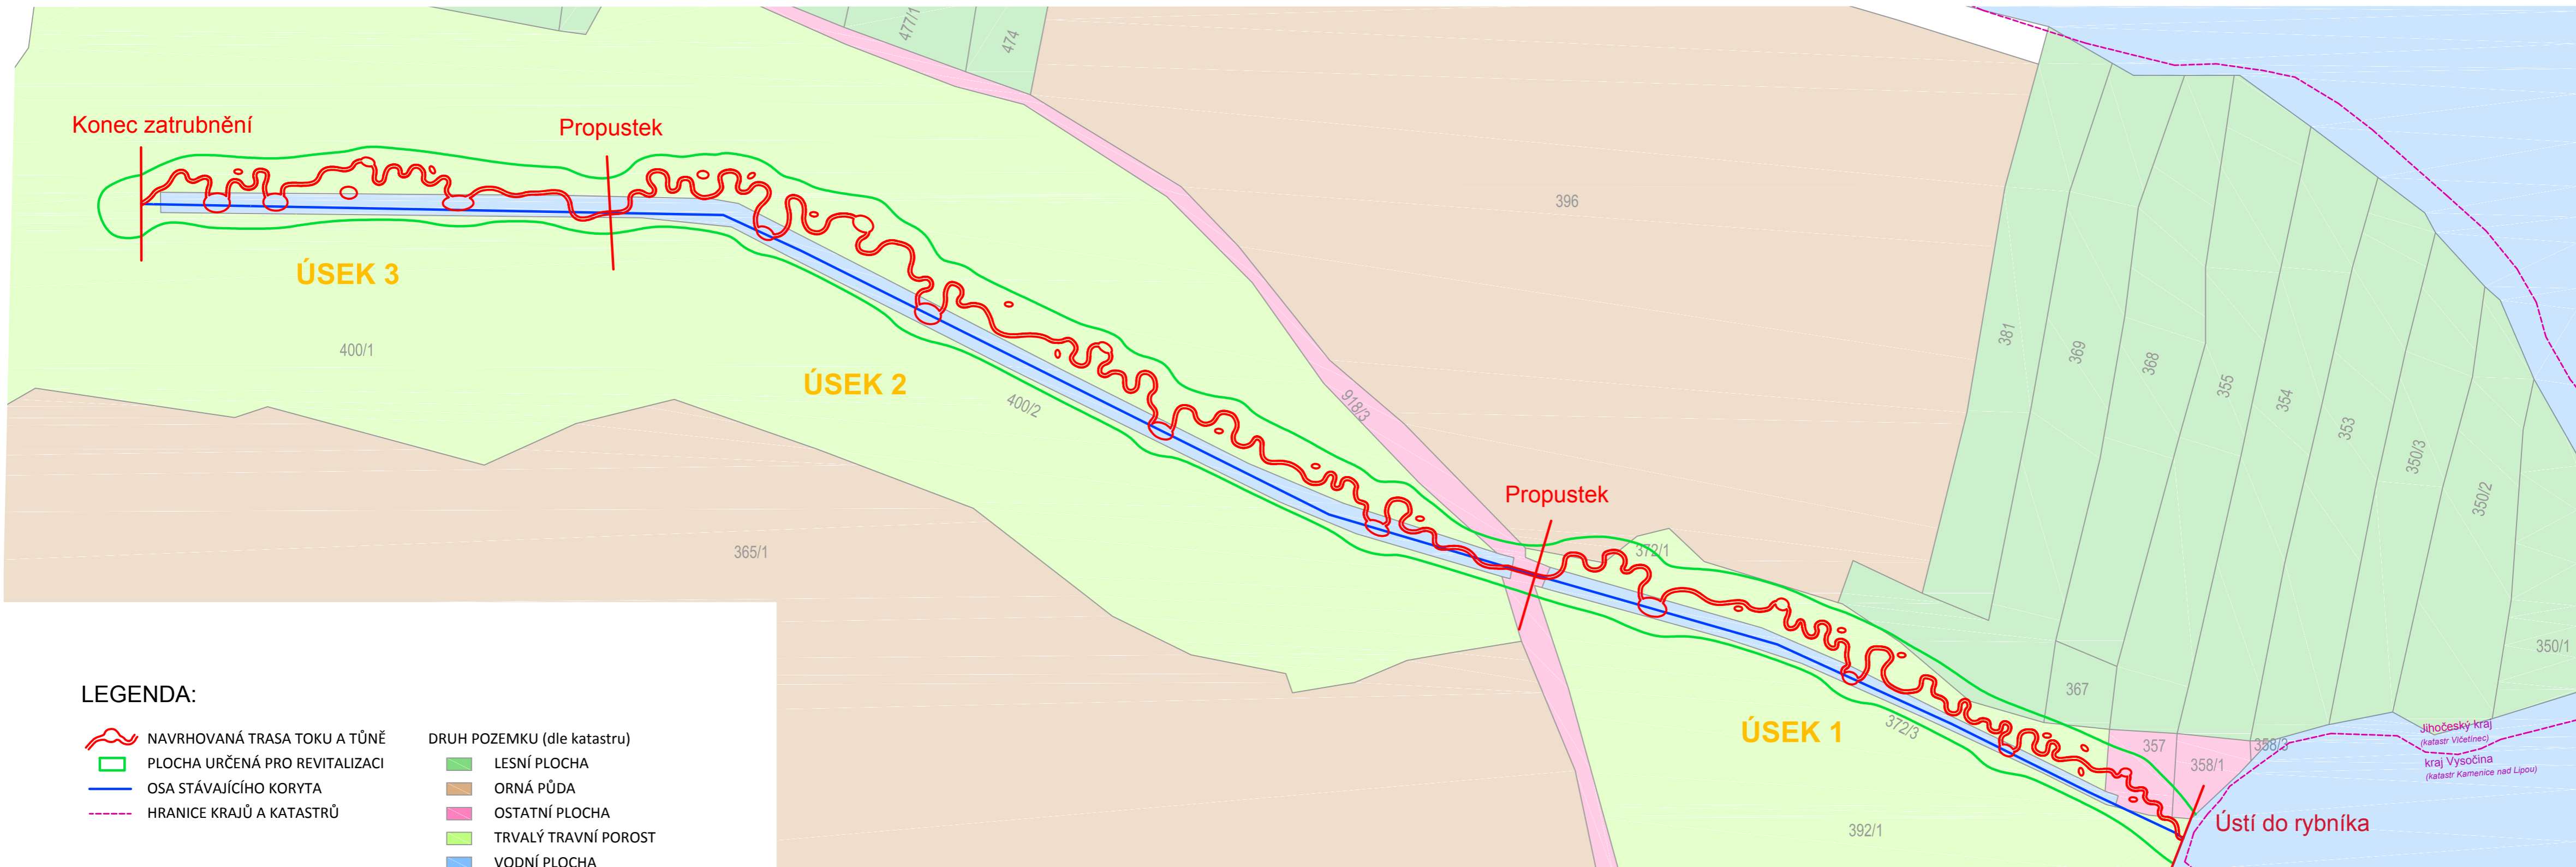 477/1
474
Konec zatrubnění
Propustek
396
ÚSEK 3
400/1
ÚSEK 2
400/2
918/3
381
369
368
355
354
353
350/3
350/2
350/1
365/1
Propustek
372/1
367
ÚSEK 1
372/3
357
358/1
358/3
Jihočeský kraj
(katastr Vlčetínec)
kraj Vysočina
(katastr Kamenice nad Lipou)
392/1
Ústí do rybníka
LEGENDA:
NAVRHOVANÁ TRASA TOKU A TŮNĚ
PLOCHA URČENÁ PRO REVITALIZACI
OSA STÁVAJÍCÍHO KORYTA
HRANICE KRAJŮ A KATASTRŮ
DRUH POZEMKU (dle katastru)
LESNÍ PLOCHA
ORNÁ PŮDA
OSTATNÍ PLOCHA
TRVALÝ TRAVNÍ POROST
VODNÍ PLOCHA